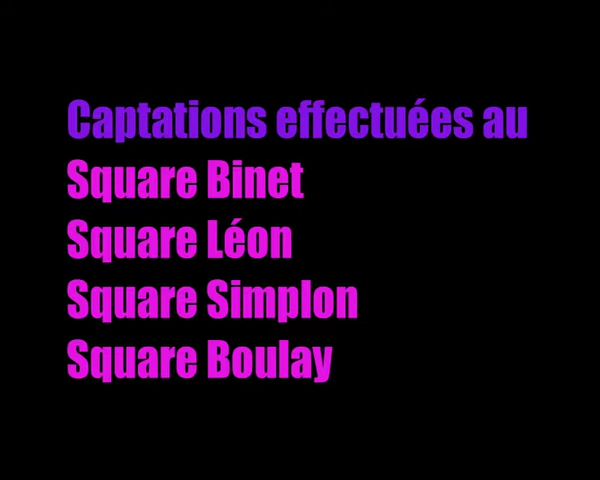 Captations effectuées au
Square Binet
Square Léon
Square Simplon
Square Boulay